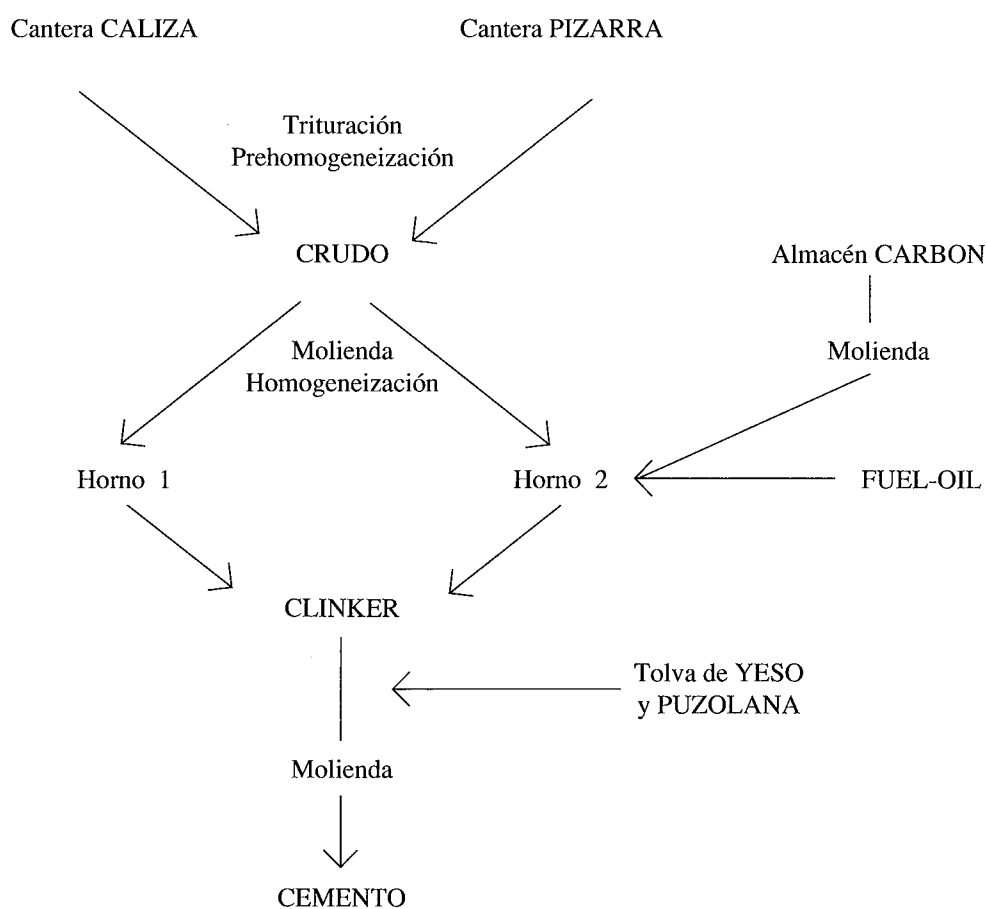 Cantera CALIZA
Cantera PIZARRA
Trituración
Prehomogeneización
CRUDO
Almacén CARBON
Molienda
Homogeneización
Molienda
Horno 1
Horno 2
FUEL-OIL
CLINKER
Tolva de YESO
y PUZOLANA
Molienda
CEMENTO